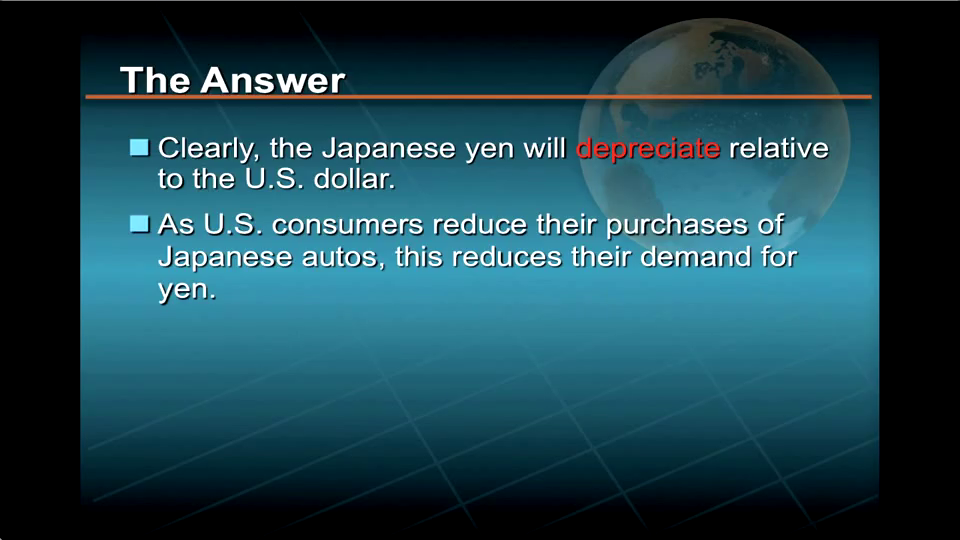 The Answer
Clearly, the Japanese yen will depreciate relative
to the U.S. dollar.
As U.S. consumers reduce their purchases of
Japanese autos, this reduces their demand for
yen.